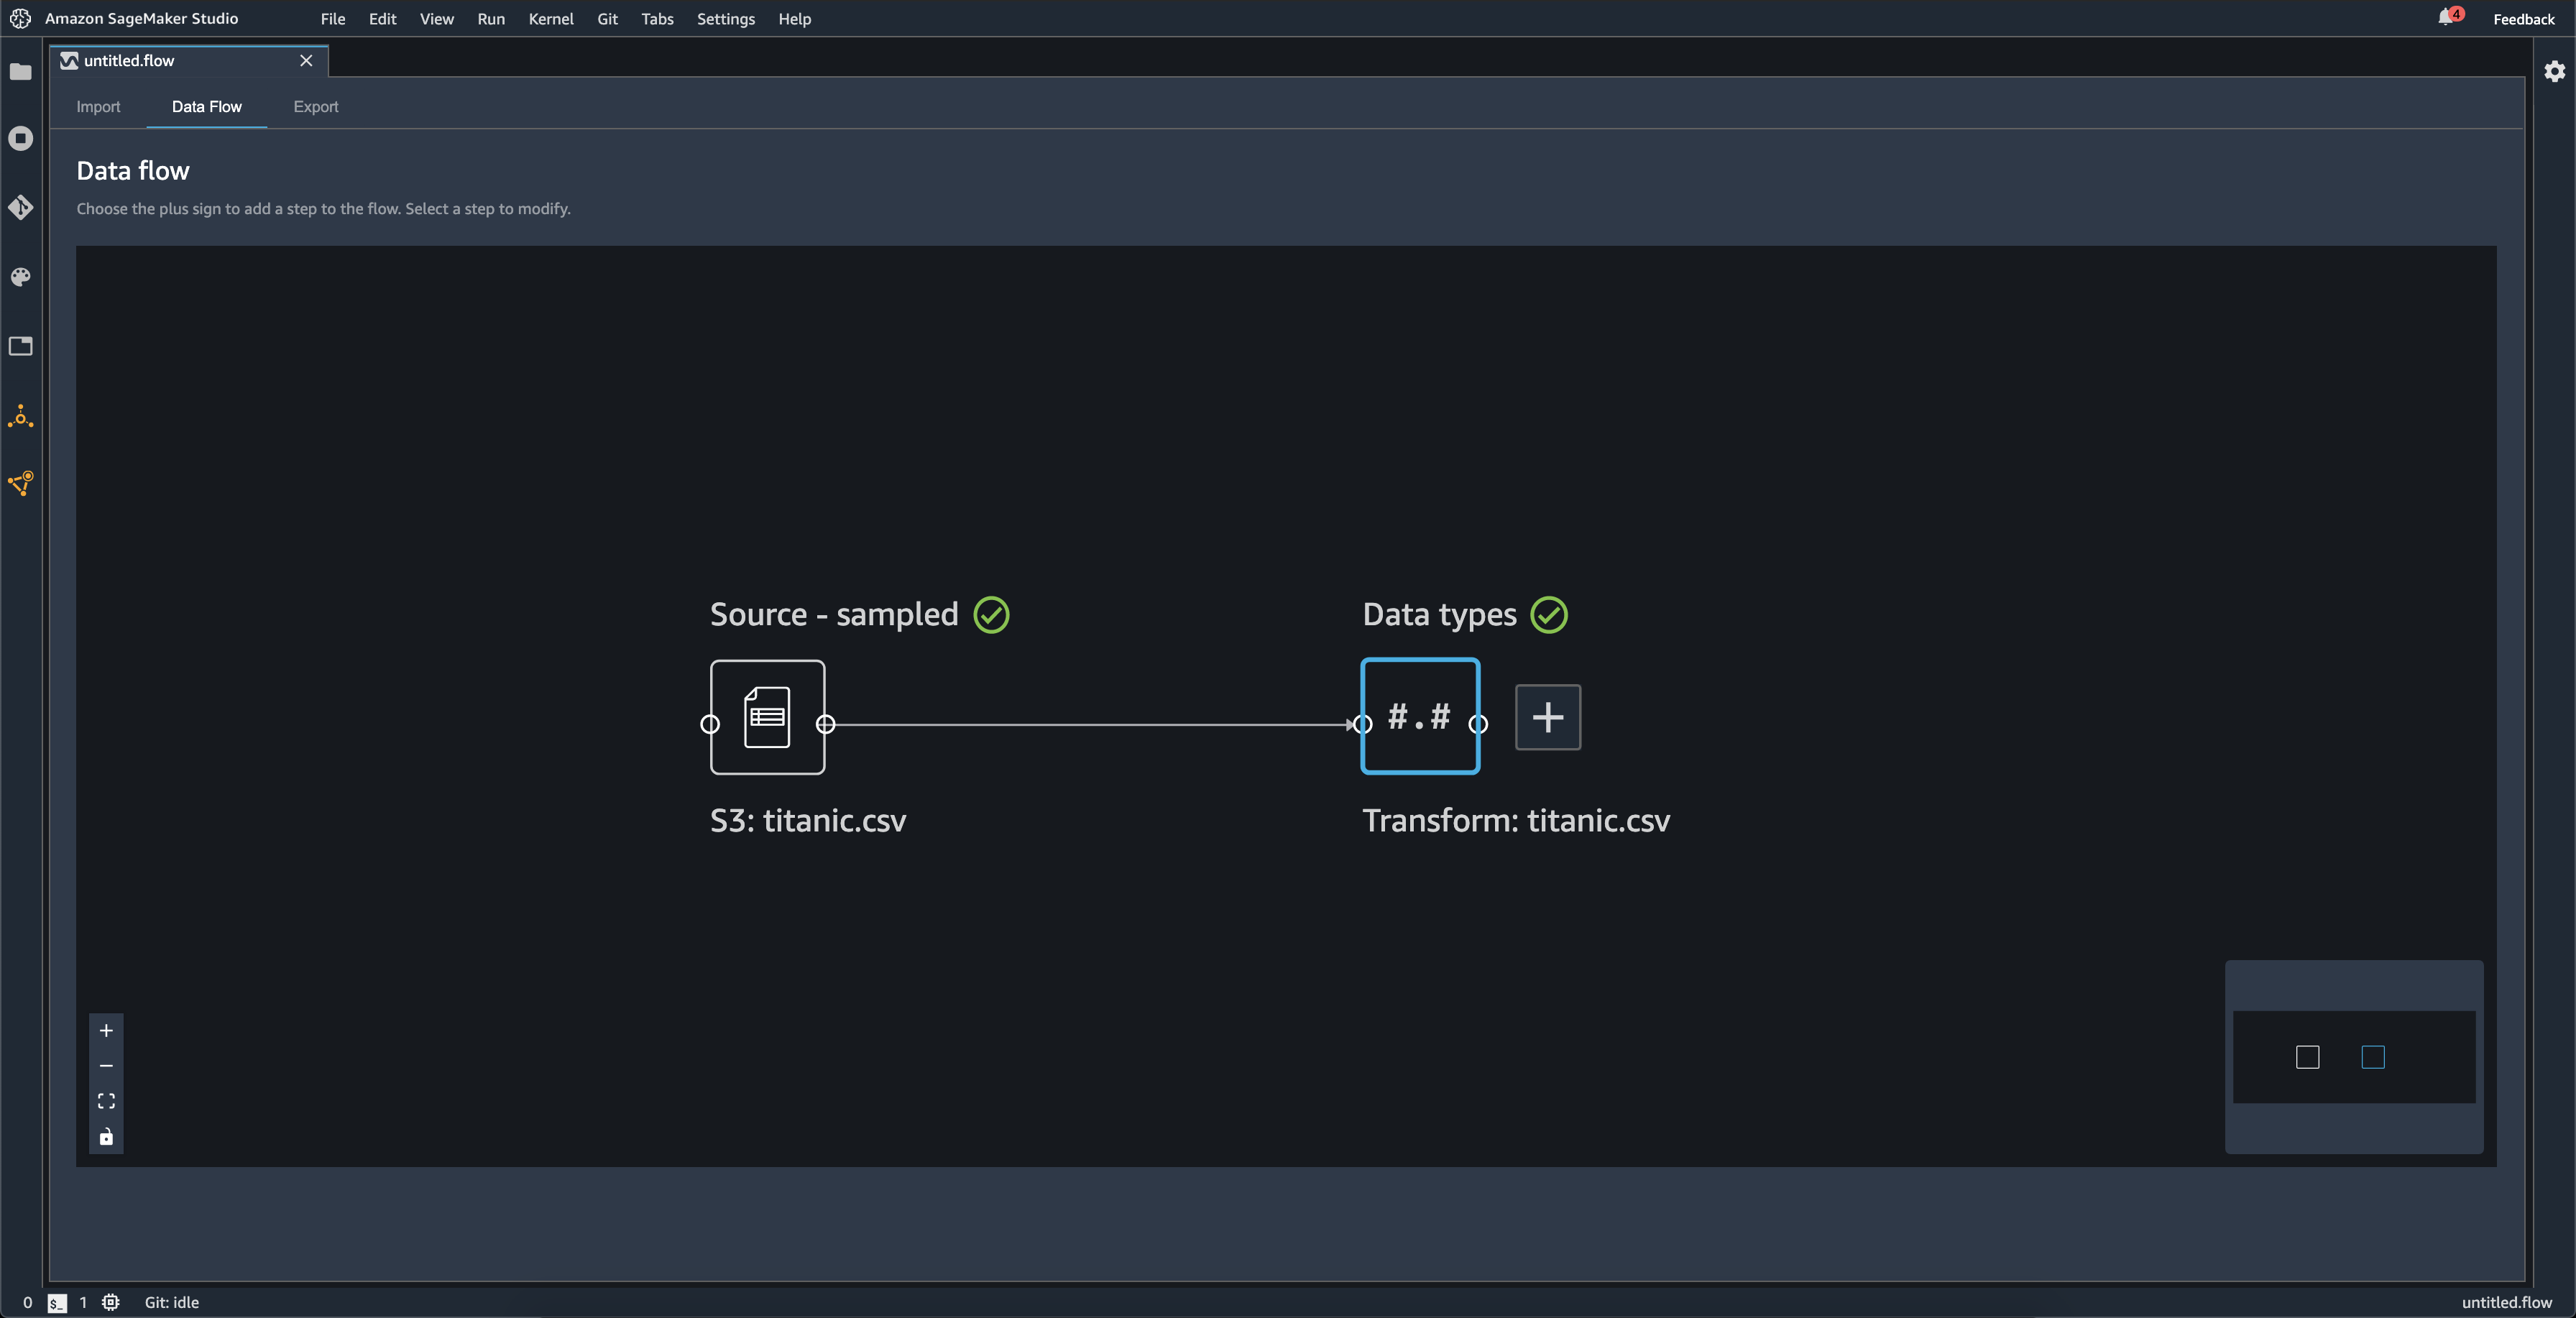 Amazon SageMaker Studio File Edit View Run Kernel Git Tabs Settings Help 4 Feedback
untitled.flow
Import Data Flow Export
Data flow
Choose the plus sign to add a step to the flow. Select a step to modify.
Source - sampled Data types
#.#
S3: titanic.csv Transform: titanic.csv
0 $_ 1 Git: idle untitled.flow